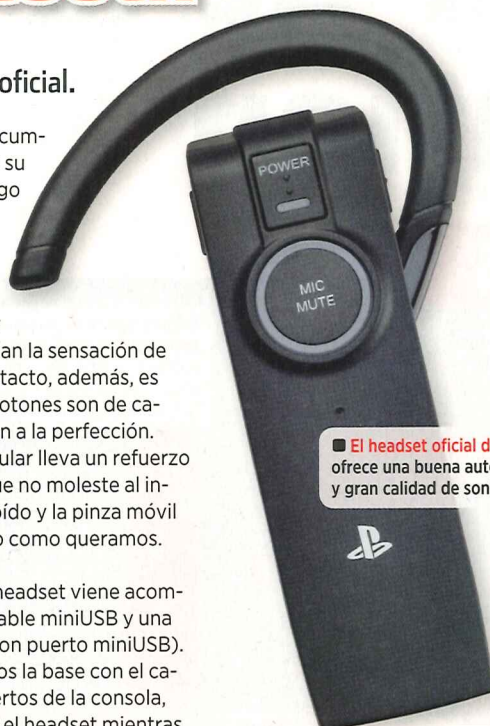 oficial.
cum-
su
go
an la sensación de
tacto, además, es
otones son de ca-
n a la perfección.
ular lleva un refuerzo
ue no moleste al in-
oído y la pinza móvil
o como queramos.
headset viene acom-
able miniUSB y una
on puerto miniUSB).
os la base con el ca-
ertos de la consola,
el headset mientras
POWER
MIC
MUTE
El headset oficial d
ofrece una buena aut
y gran calidad de son